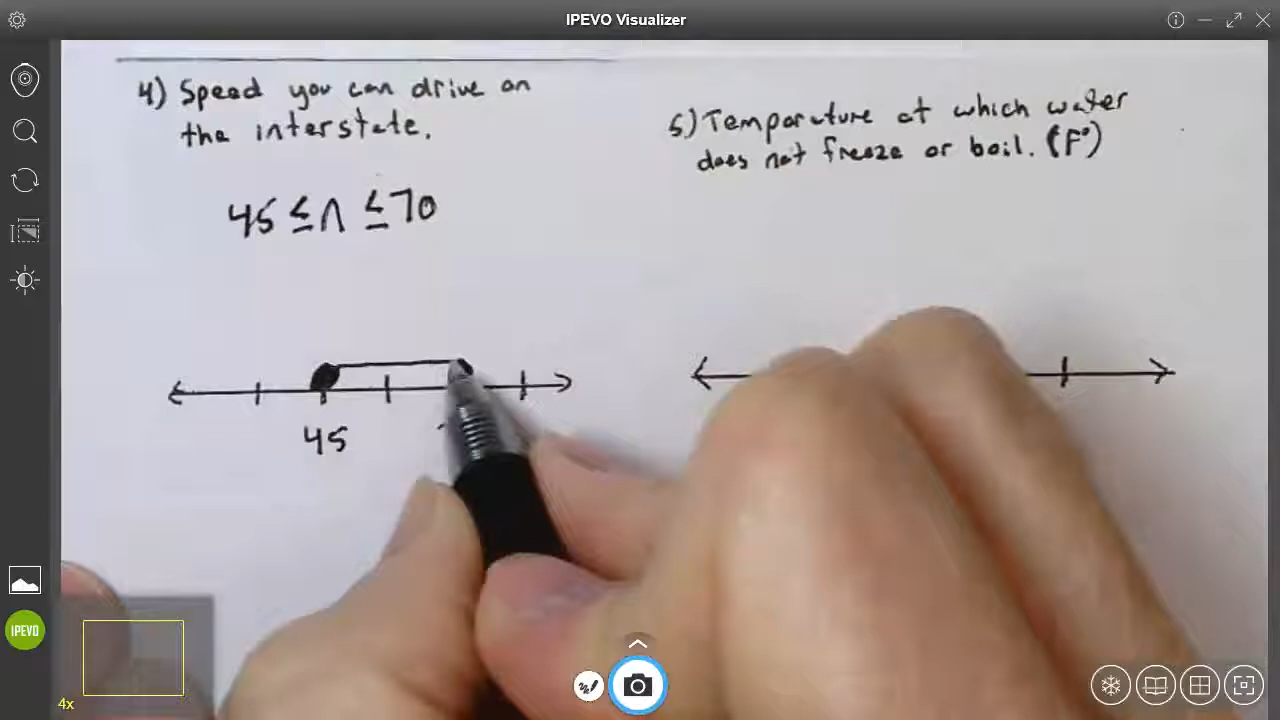 IPEVO Visualizer
4) Speed you can drive on
the interstate.
45 ≤ n ≤ 70
45
5) Temperature at which water
does not freeze or boil. (F°)
IPEVO
4x